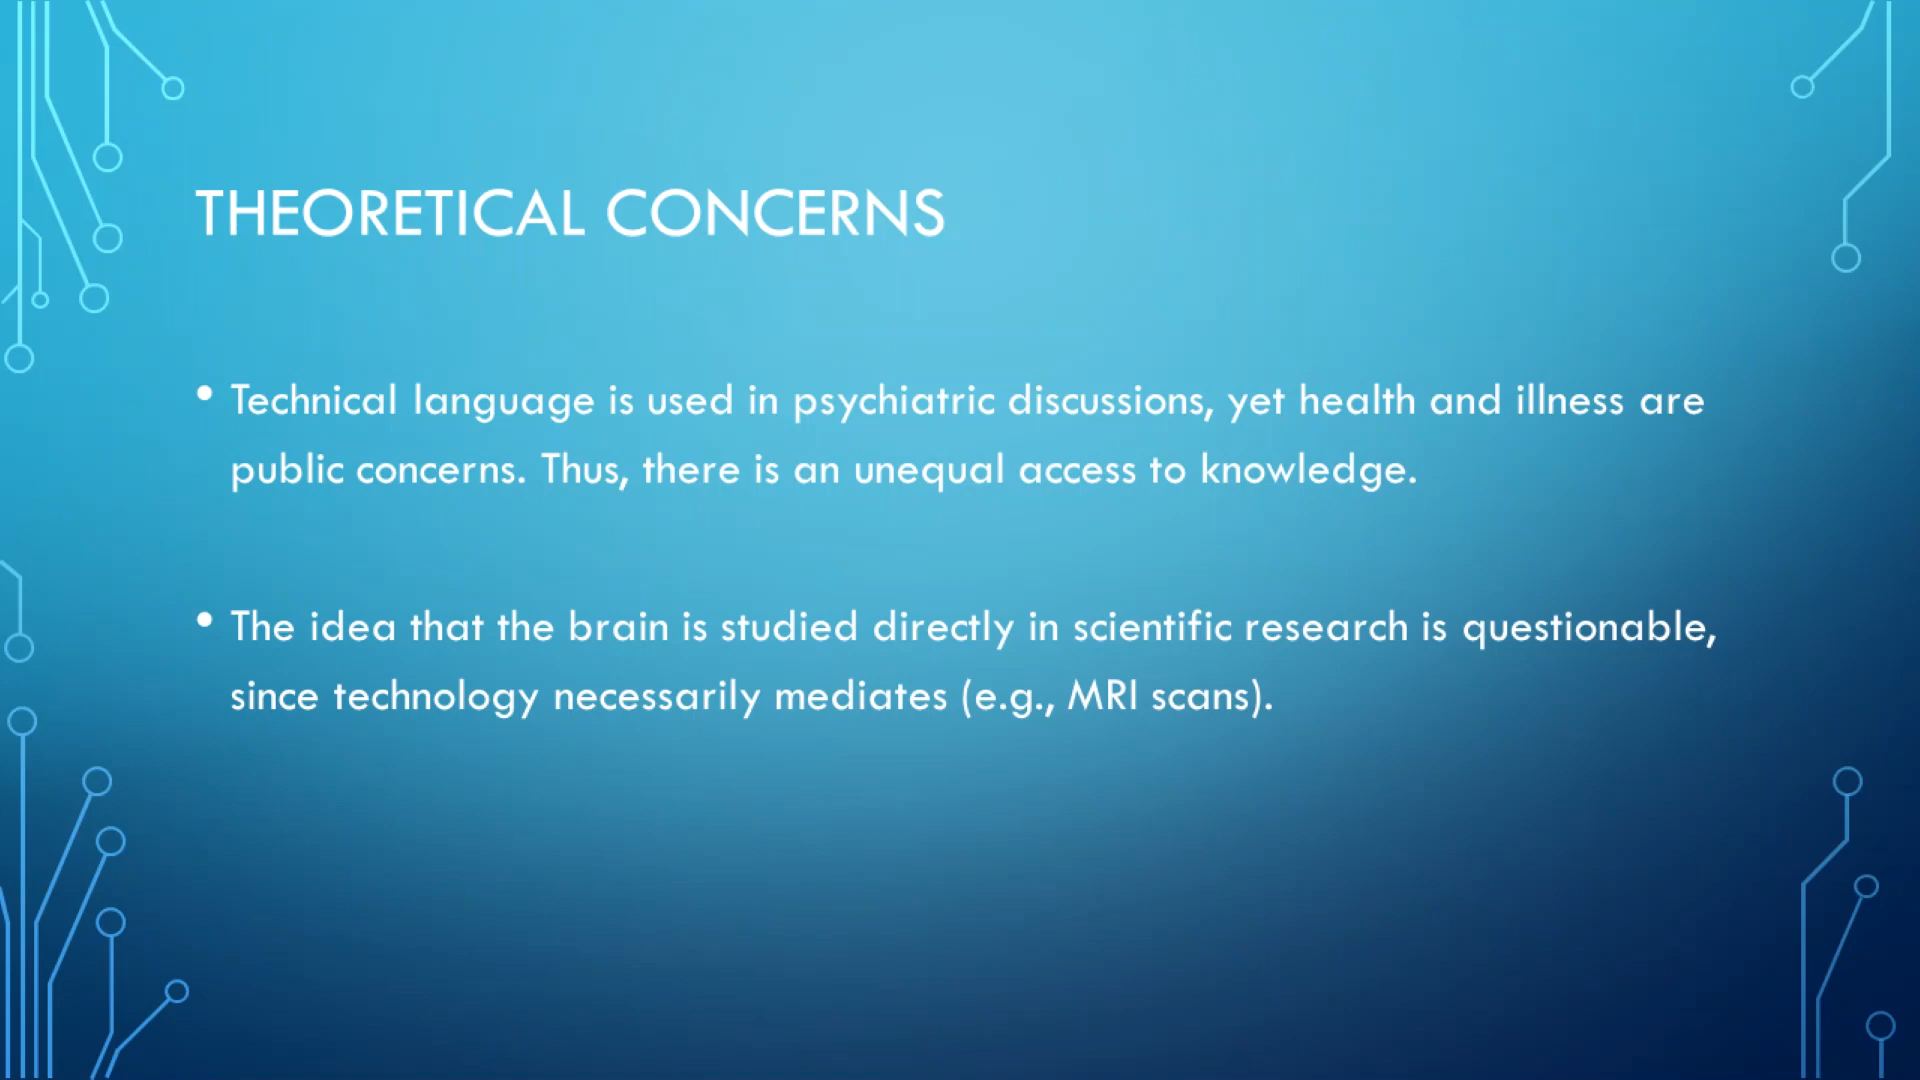 THEORETICAL CONCERNS
• Technical language is used in psychiatric discussions, yet health and illness are
public concerns. Thus, there is an unequal access to knowledge.
• The idea that the brain is studied directly in scientific research is questionable,
since technology necessarily mediates (e.g., MRI scans).